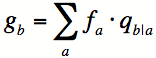 g_b = ∑_a f_a · q_{b|a}